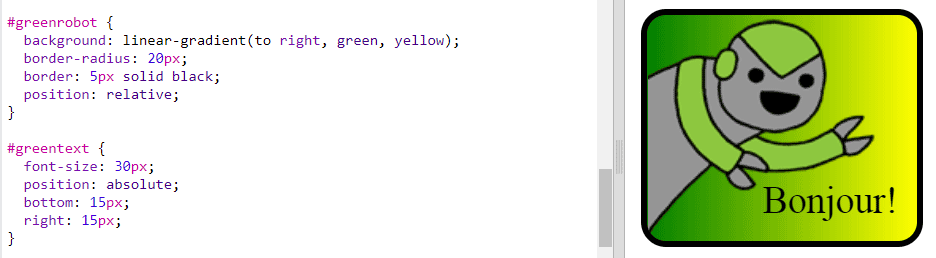 #greenrobot {
  background: linear-gradient(to right, green, yellow);
  border-radius: 20px;
  border: 5px solid black;
  position: relative;
}

#greentext {
  font-size: 30px;
  position: absolute;
  bottom: 15px;
  right: 15px;
}
Bonjour!